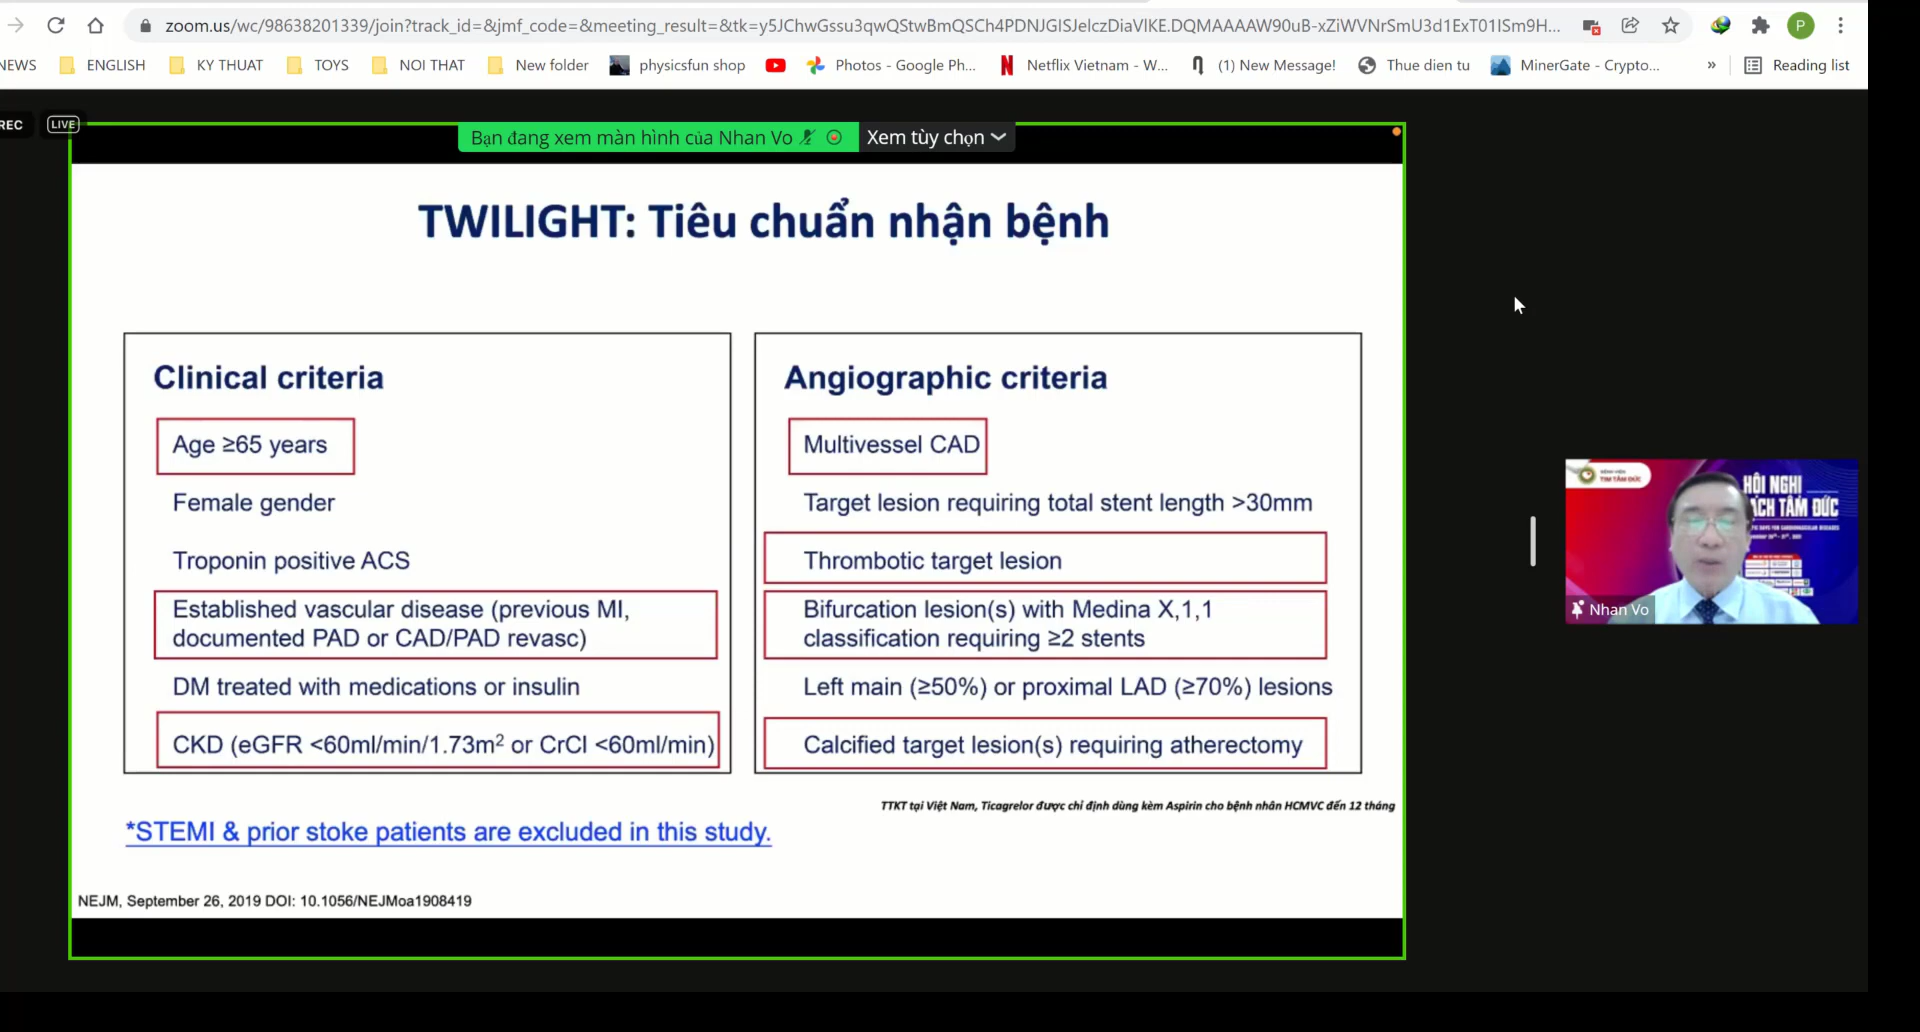 zoom.us/wc/98638201339/join?track_id=&jmf_code=&meeting_result=&tk=y5JChwGssu3qwQStwBmQSCh4PDNJGISJelczDiaVIKE.DQMAAAAW90uB-xZiWVNrSmU3d1ExT01ISm9H...
P
NEWS ENGLISH KY THUAT TOYS NOI THAT New folder physicsfun shop Photos - Google Ph... Netflix Vietnam - W... (1) New Message! Thue dien tu MinerGate - Crypto... » Reading list
REC LIVE
Bạn đang xem màn hình của Nhan Vo Xem tùy chọn
TWILIGHT: Tiêu chuẩn nhận bệnh
Clinical criteria
Age ≥65 years
Female gender
Troponin positive ACS
Established vascular disease (previous MI,
documented PAD or CAD/PAD revasc)
DM treated with medications or insulin
CKD (eGFR <60ml/min/1.73m² or CrCl <60ml/min)
Angiographic criteria
Multivessel CAD
Target lesion requiring total stent length >30mm
Thrombotic target lesion
Bifurcation lesion(s) with Medina X,1,1
classification requiring ≥2 stents
Left main (≥50%) or proximal LAD (≥70%) lesions
Calcified target lesion(s) requiring atherectomy
TTKT tại Việt Nam, Ticagrelor được chỉ định dùng kèm Aspirin cho bệnh nhân HCMVC đến 12 tháng
*STEMI & prior stoke patients are excluded in this study.
NEJM, September 26, 2019 DOI: 10.1056/NEJMoa1908419
BỆNH VIỆN
TIM TÂM ĐỨC
HỘI NGHỊ
ÁCH TÂM ĐỨC
Nhan Vo